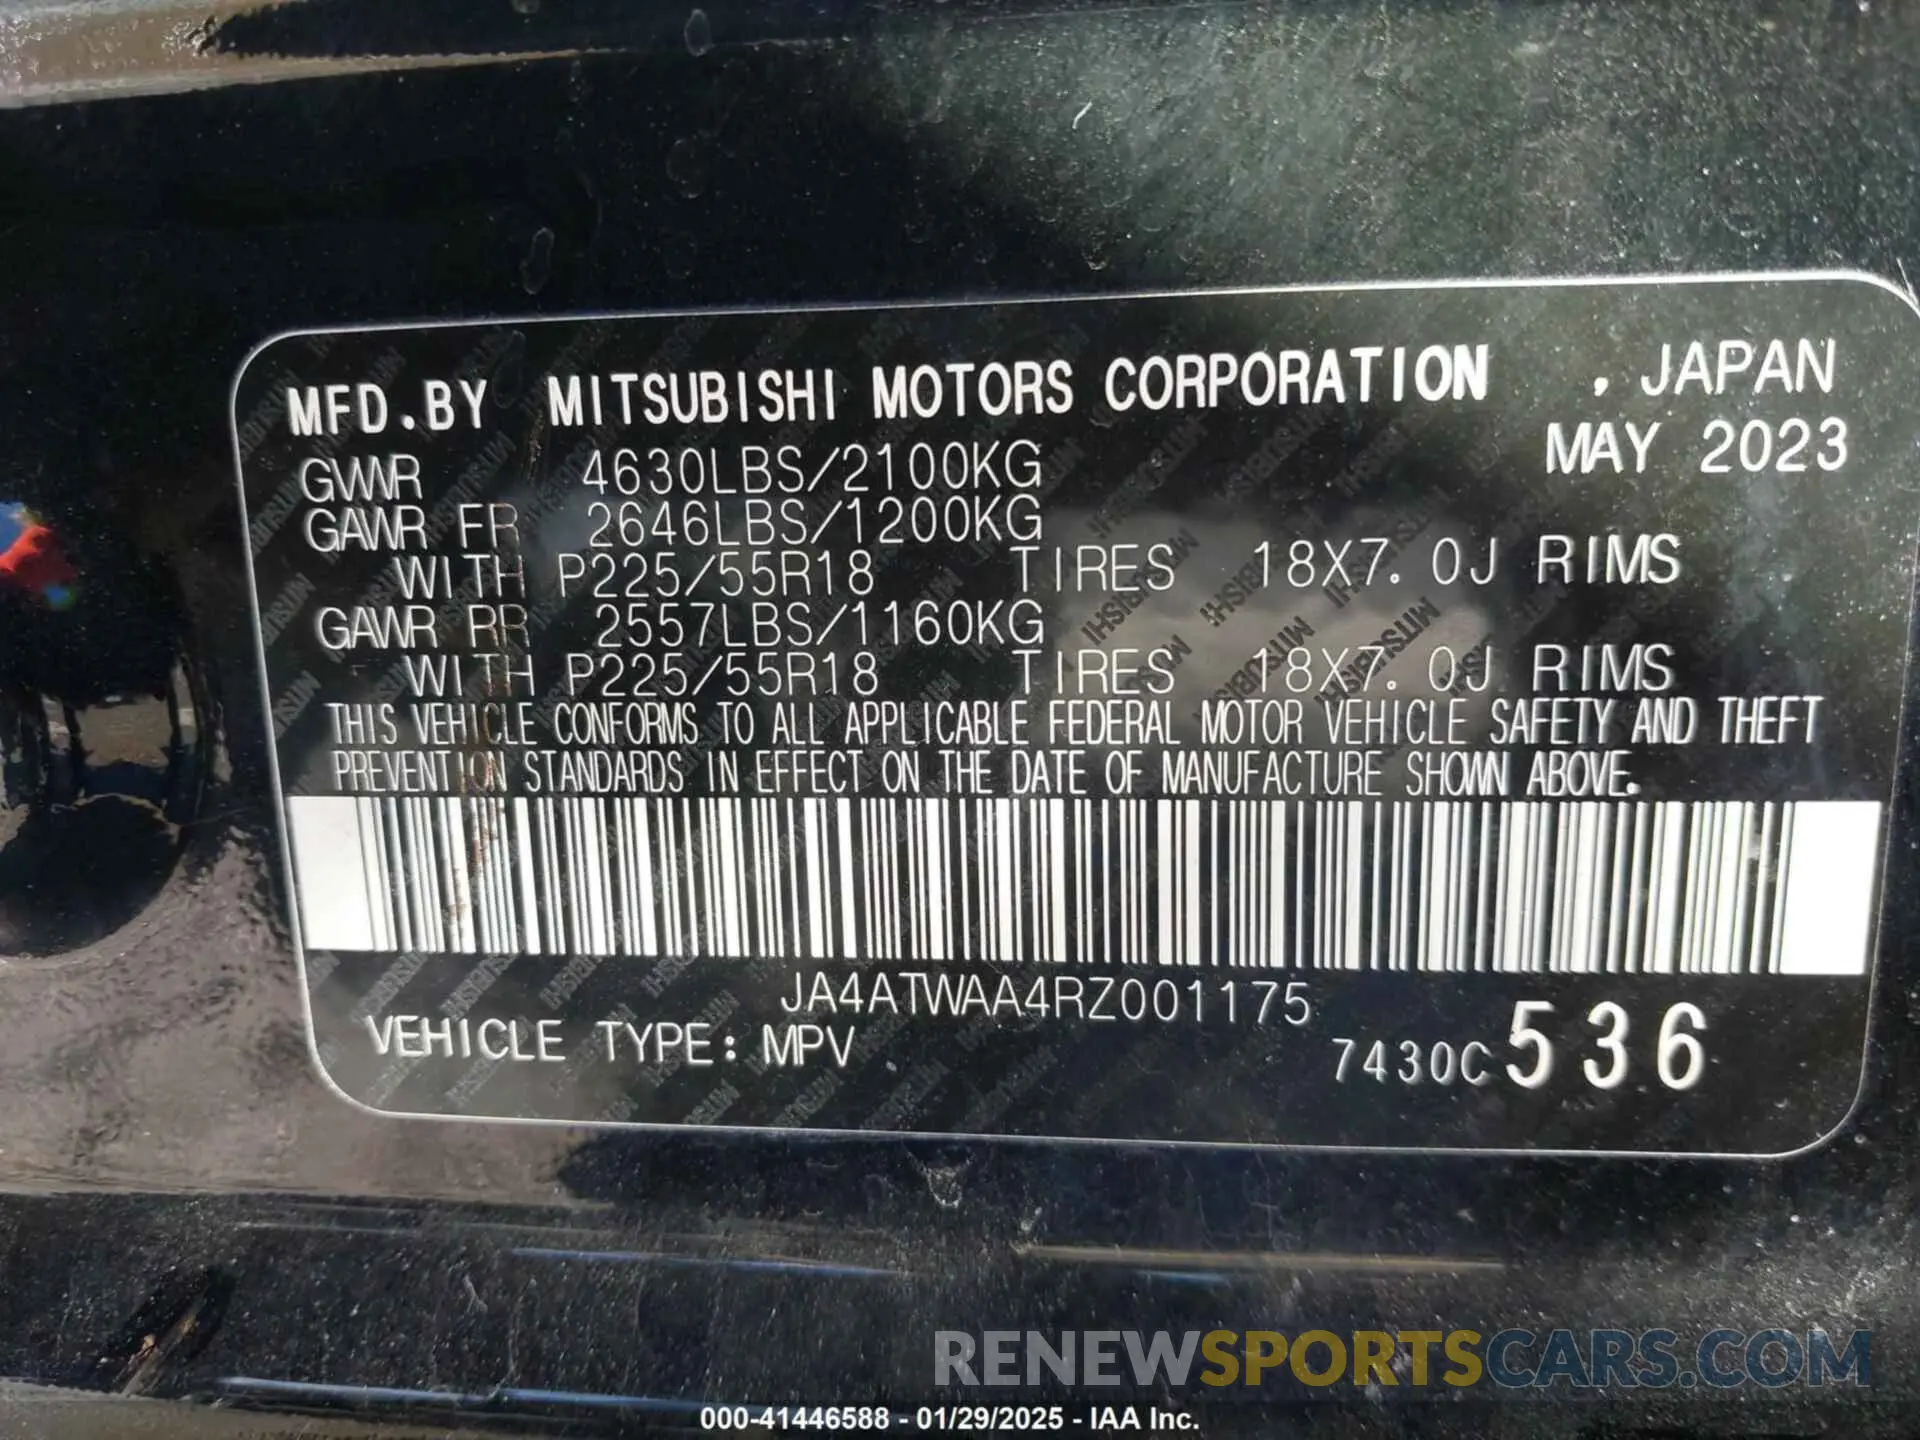 MFD.BY MITSUBISHI MOTORS CORPORATION , JAPAN
MAY 2023
GVWR 4630LBS/2100KG
GAWR FR 2646LBS/1200KG
WITH P225/55R18 TIRES 18X7.0J RIMS
GAWR RR 2557LBS/1160KG
WITH P225/55R18 TIRES 18X7.0J RIMS
THIS VEHICLE CONFORMS TO ALL APPLICABLE FEDERAL MOTOR VEHICLE SAFETY AND THEFT
PREVENTION STANDARDS IN EFFECT ON THE DATE OF MANUFACTURE SHOWN ABOVE.
JA4ATWAA4RZ001175
VEHICLE TYPE: MPV
7430C 536
RENEWSPORTSCARS.COM
000-41446588 - 01/29/2025 - IAA Inc.